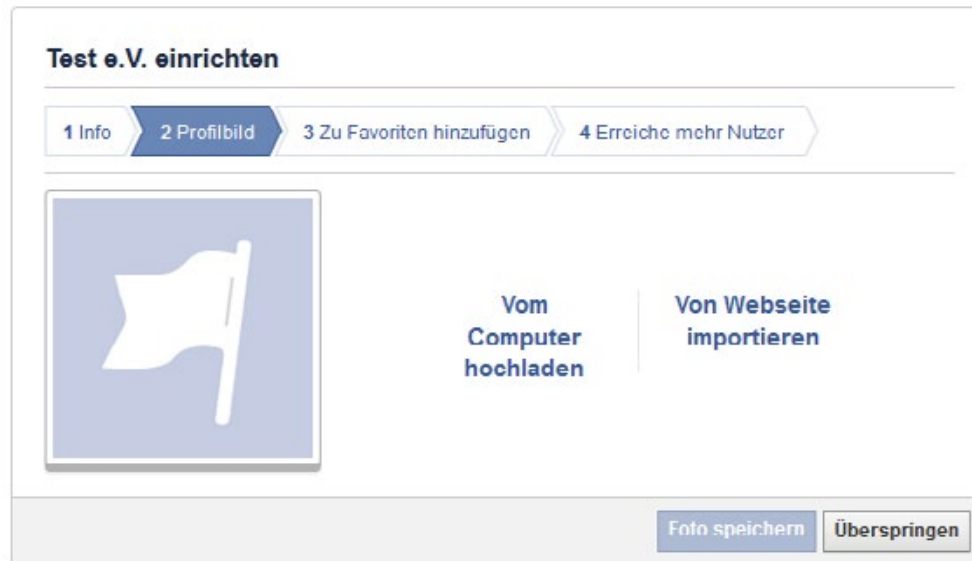 Test e.V. einrichten
1 Info 2 Profilbild 3 Zu Favoriten hinzufügen 4 Erreiche mehr Nutzer
Vom
Computer
hochladen
Von Webseite
importieren
Foto speichern Überspringen